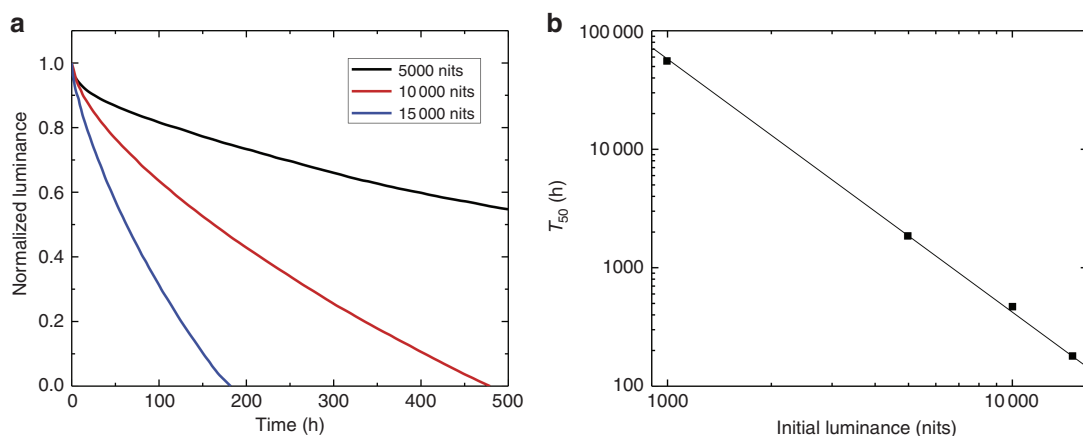 a
Normalized luminance
1.0
0.8
0.6
0.4
0.2
0.0
0
100
200
300
400
500
Time (h)
5000 nits
10 000 nits
15 000 nits
b
T50 (h)
100 000
10 000
1000
100
1000
10 000
Initial luminance (nits)